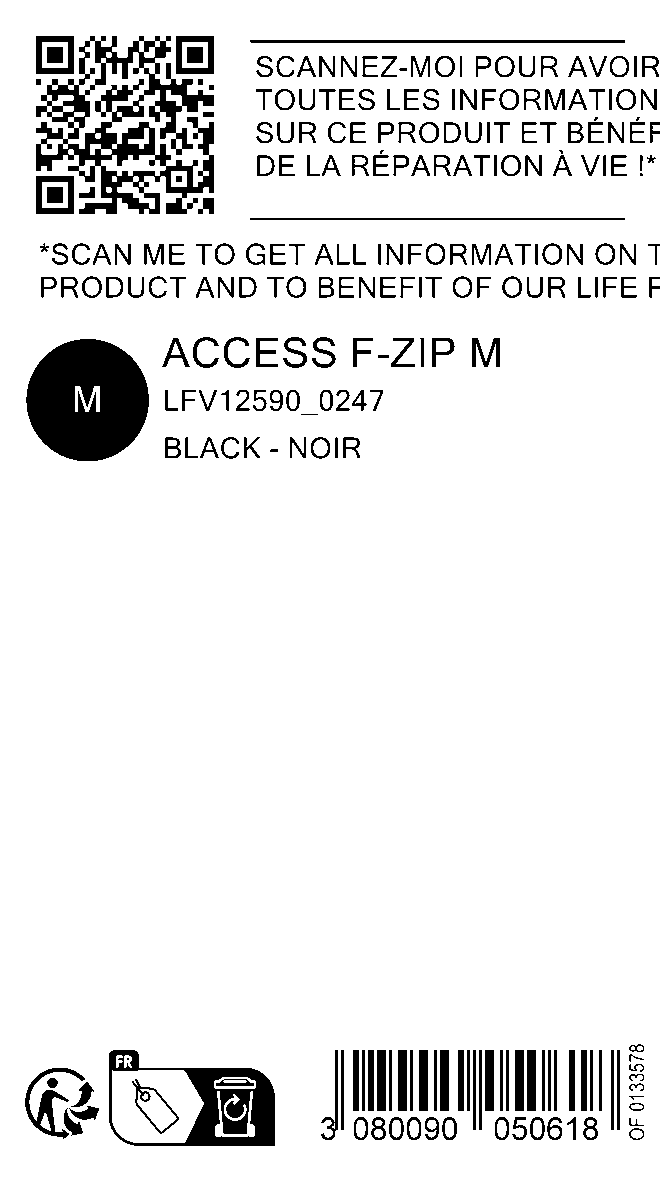 SCANNEZ-MOI POUR AVOIR
TOUTES LES INFORMATION
SUR CE PRODUIT ET BÉNÉF
DE LA RÉPARATION À VIE !*
*SCAN ME TO GET ALL INFORMATION ON T
PRODUCT AND TO BENEFIT OF OUR LIFE
M
ACCESS F-ZIP M
LFV12590_0247
BLACK - NOIR
FR
3 080090 050618
OF 0133578